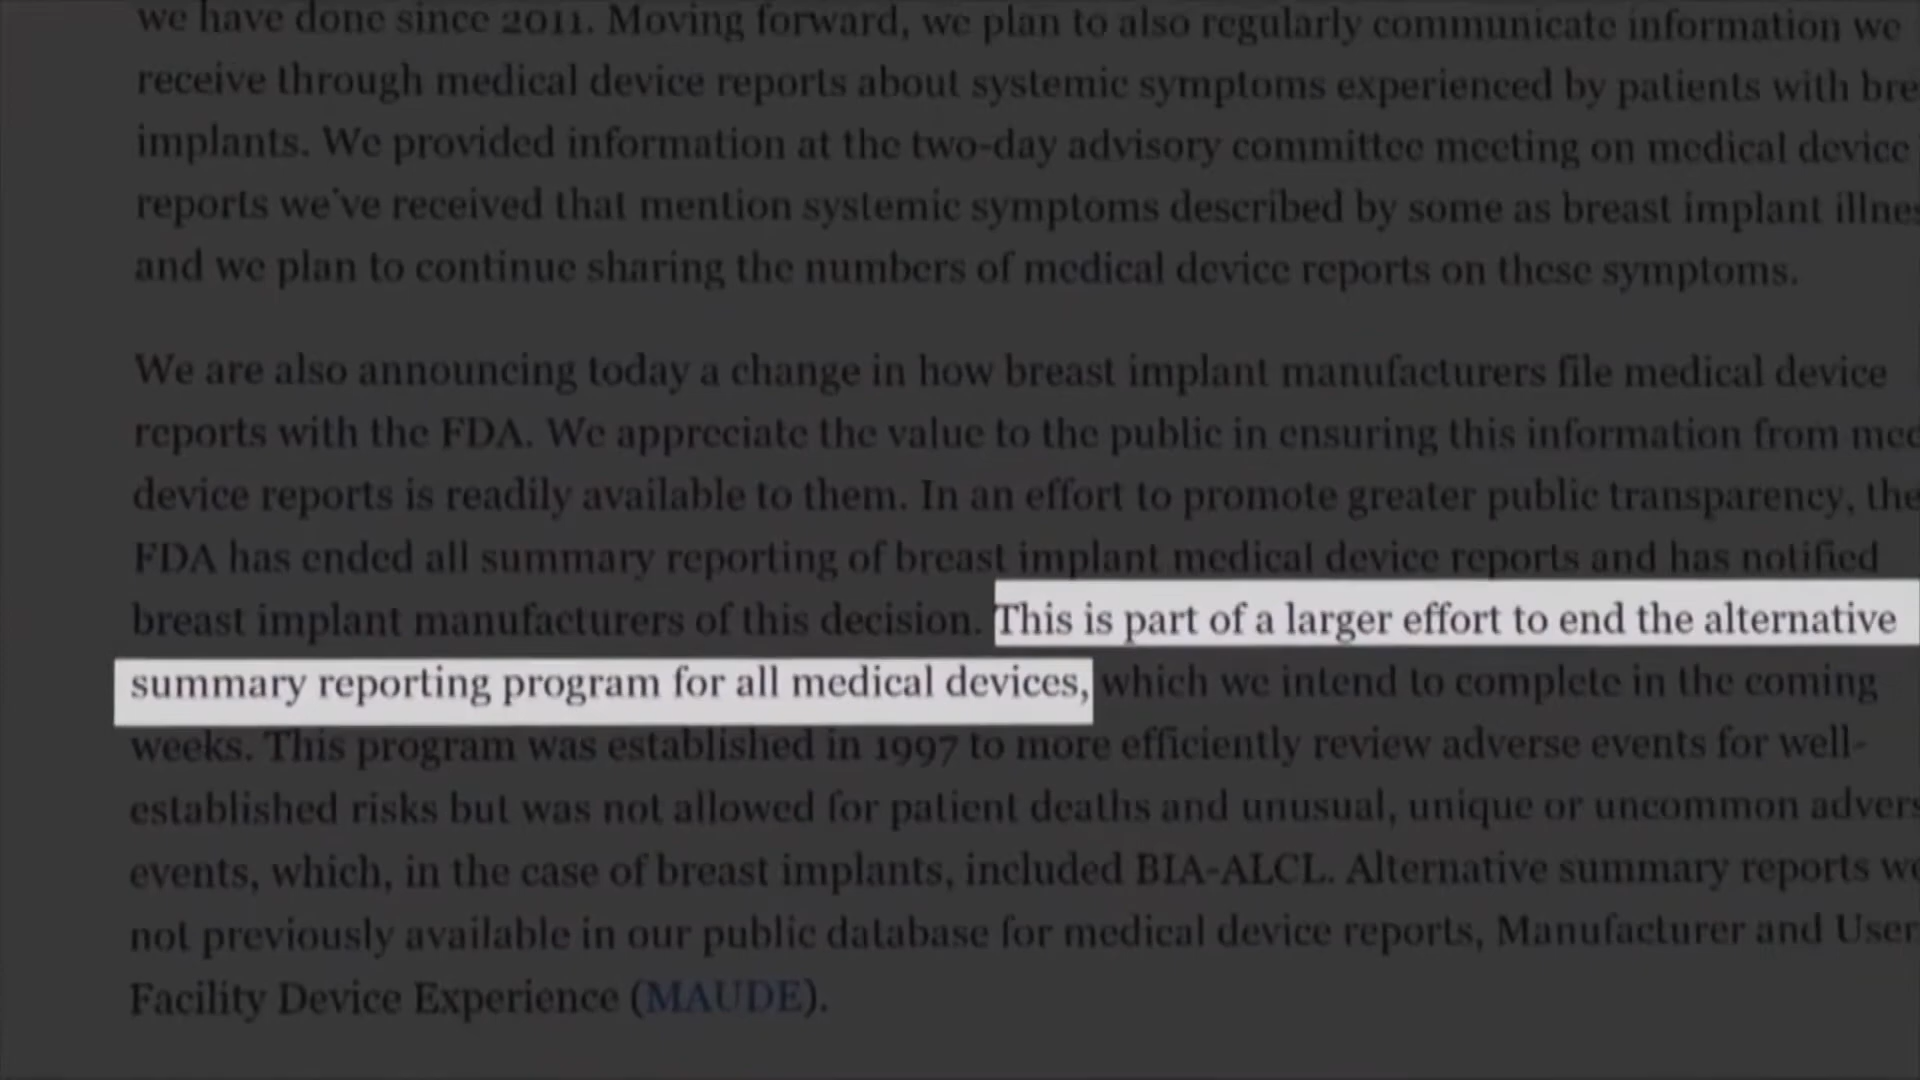 we have done since 2011. Moving forward, we plan to also regularly communicate information we
receive through medical device reports about systemic symptoms experienced by patients with bre
implants. We provided information at the two-day advisory committee meeting on medical device
reports we've received that mention systemic symptoms described by some as breast implant illnes
and we plan to continue sharing the numbers of medical device reports on these symptoms.
We are also announcing today a change in how breast implant manufacturers file medical device
reports with the FDA. We appreciate the value to the public in ensuring this information from med
device reports is readily available to them. In an effort to promote greater public transparency, the
FDA has ended all summary reporting of breast implant medical device reports and has notified
breast implant manufacturers of this decision. This is part of a larger effort to end the alternative
summary reporting program for all medical devices, which we intend to complete in the coming
weeks. This program was established in 1997 to more efficiently review adverse events for well-
established risks but was not allowed for patient deaths and unusual, unique or uncommon advers
events, which, in the case of breast implants, included BIA-ALCL. Alternative summary reports we
not previously available in our public database for medical device reports, Manufacturer and User
Facility Device Experience (MAUDE).